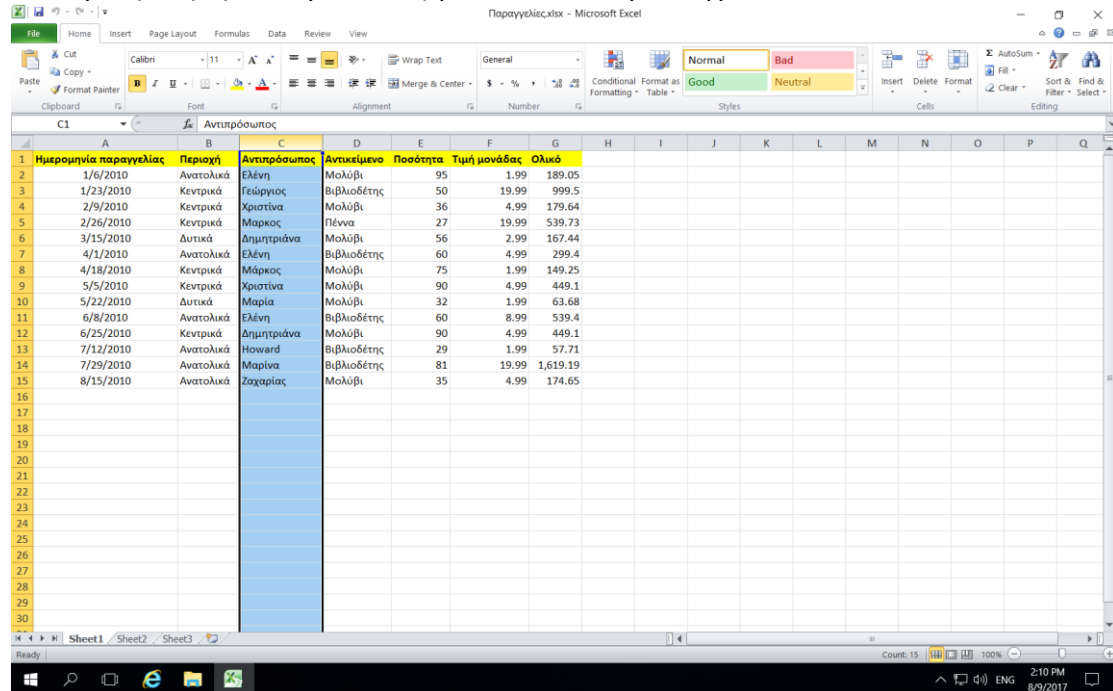 Παραγγελίες.xlsx - Microsoft Excel
File Home Insert Page Layout Formulas Data Review View
Cut
Copy
Format Painter
Paste
Clipboard
Calibri 11
B I U
Font
Wrap Text
Merge & Center
Alignment
General
$ - % ,
Number
Conditional Formatting
Format as Table
Normal Bad
Good Neutral
Styles
Insert Delete Format
Cells
Σ AutoSum
Fill
Clear
Sort & Filter
Find & Select
Editing
C1 fx Αντιπρόσωπος
A B C D E F G H I J K L M N O P Q
1 Ημερομηνία παραγγελίας Περιοχή Αντιπρόσωπος Αντικείμενο Ποσότητα Τιμή μονάδας Ολικό
2 1/6/2010 Ανατολικά Ελένη Μολύβι 95 1.99 189.05
3 1/23/2010 Κεντρικά Γεώργιος Βιβλιοδέτης 50 19.99 999.5
4 2/9/2010 Κεντρικά Χριστίνα Μολύβι 36 4.99 179.64
5 2/26/2010 Κεντρικά Μαρκος Πέννα 27 19.99 539.73
6 3/15/2010 Δυτικά Δημητριάνα Μολύβι 56 2.99 167.44
7 4/1/2010 Ανατολικά Ελένη Βιβλιοδέτης 60 4.99 299.4
8 4/18/2010 Κεντρικά Μάρκος Μολύβι 75 1.99 149.25
9 5/5/2010 Κεντρικά Χριστίνα Μολύβι 90 4.99 449.1
10 5/22/2010 Δυτικά Μαρία Μολύβι 32 1.99 63.68
11 6/8/2010 Ανατολικά Ελένη Βιβλιοδέτης 60 8.99 539.4
12 6/25/2010 Κεντρικά Δημητριάνα Μολύβι 90 4.99 449.1
13 7/12/2010 Ανατολικά Howard Βιβλιοδέτης 29 1.99 57.71
14 7/29/2010 Ανατολικά Μαρίνα Βιβλιοδέτης 81 19.99 1,619.19
15 8/15/2010 Ανατολικά Ζαχαρίας Μολύβι 35 4.99 174.65
16
17
18
19
20
21
22
23
24
25
26
27
28
29
30
Sheet1 Sheet2 Sheet3
Ready Count: 15 100%
ENG 2:10 PM
8/9/2017